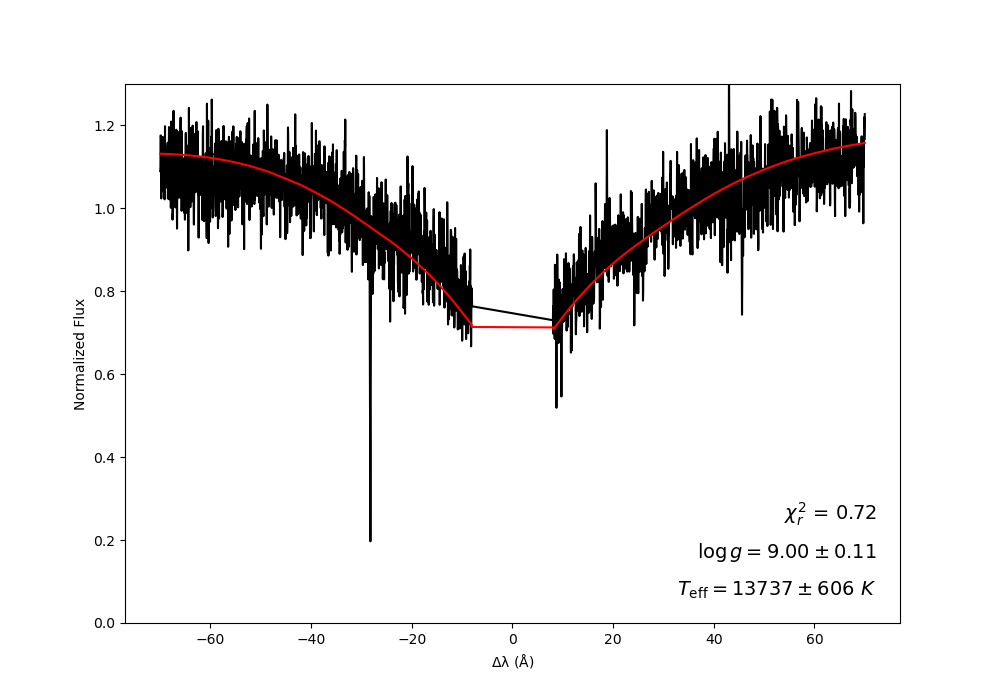 1.2
1.0
0.8
0.6
0.4
0.2
0.0
Normalized Flux
χ²ᵣ = 0.72
log g = 9.00 ± 0.11
T_eff = 13737 ± 606 K
−60 −40 −20 0 20 40 60
Δλ (Å)